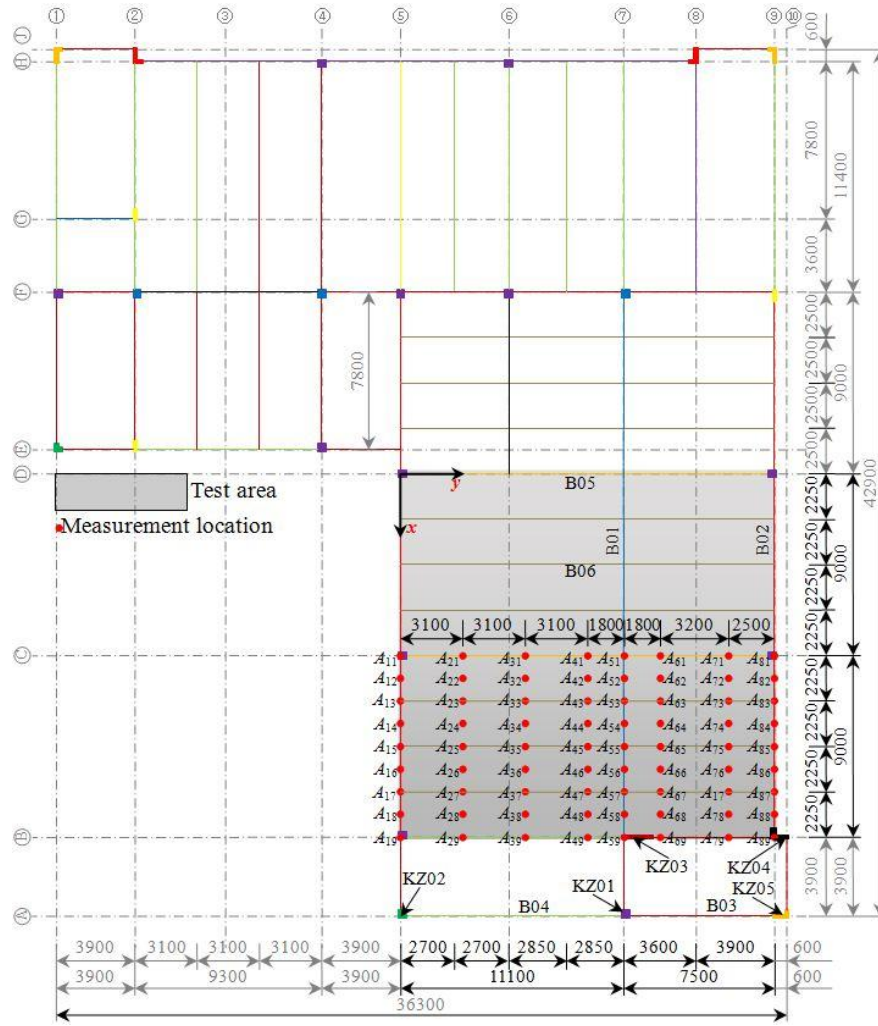 ① ② ③ ④ ⑤ ⑥ ⑦ ⑧ ⑨ ⑩
J
H
G
F
E
D
C
B
A
600
7800
11400
3600
2500
2500
2500
2500
9000
42900
7800
Test area
Measurement location
y
x
B05
B01
B02
B06
2250
2250
2250
2250
9000
3100 3100 3100 1800 1800 3200 2500
A11 A21 A31 A41 A51 A61 A71 A81
A12 A22 A32 A42 A52 A62 A72 A82
A13 A23 A33 A43 A53 A63 A73 A83
A14 A24 A34 A44 A54 A64 A74 A84
A15 A25 A35 A45 A55 A65 A75 A85
A16 A26 A36 A46 A56 A66 A76 A86
A17 A27 A37 A47 A57 A67 A17 A87
A18 A28 A38 A48 A58 A68 A78 A88
A19 A29 A39 A49 A59 A69 A79 A89
2250
2250
2250
2250
9000
KZ03
KZ04
KZ02
KZ01
KZ05
B04
B03
3900
3900
3900 3100 3100 3100 3900 2700 2700 2850 2850 3600 3900 600
3900 9300 3900 11100 7500 600
36300